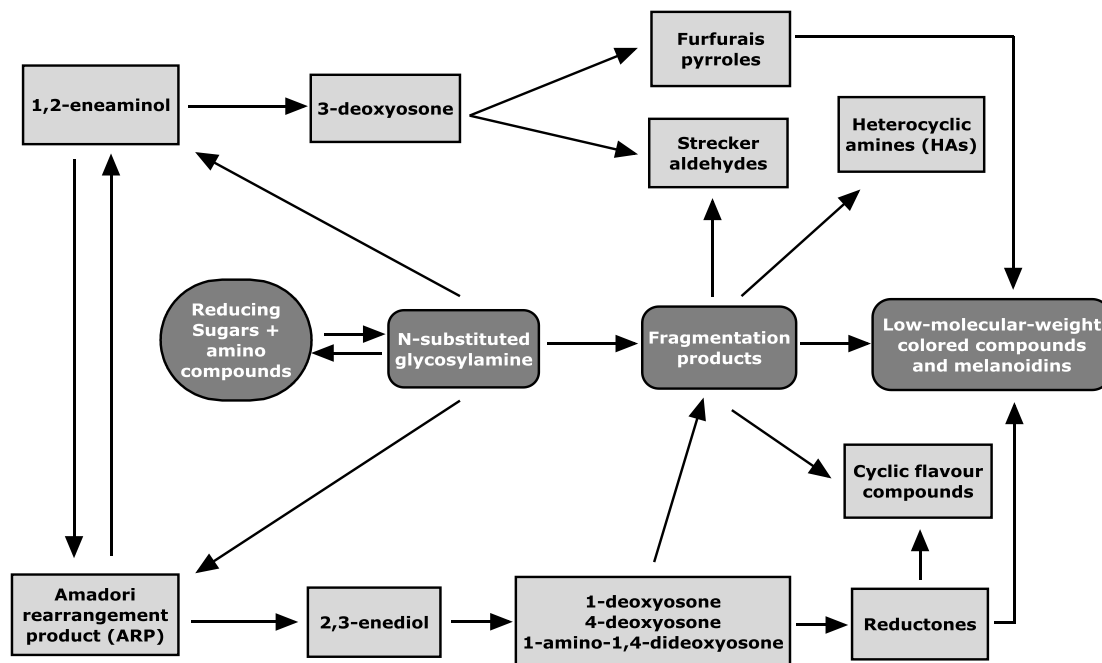 Furfurais
pyrroles
1,2-eneaminol
3-deoxyosone
Strecker
aldehydes
Heterocyclic
amines (HAs)
Reducing
Sugars +
amino
compounds
N-substituted
glycosylamine
Fragmentation
products
Low-molecular-weight
colored compounds
and melanoidins
Cyclic flavour
compounds
Amadori
rearrangement
product (ARP)
2,3-enediol
1-deoxyosone
4-deoxyosone
1-amino-1,4-dideoxyosone
Reductones